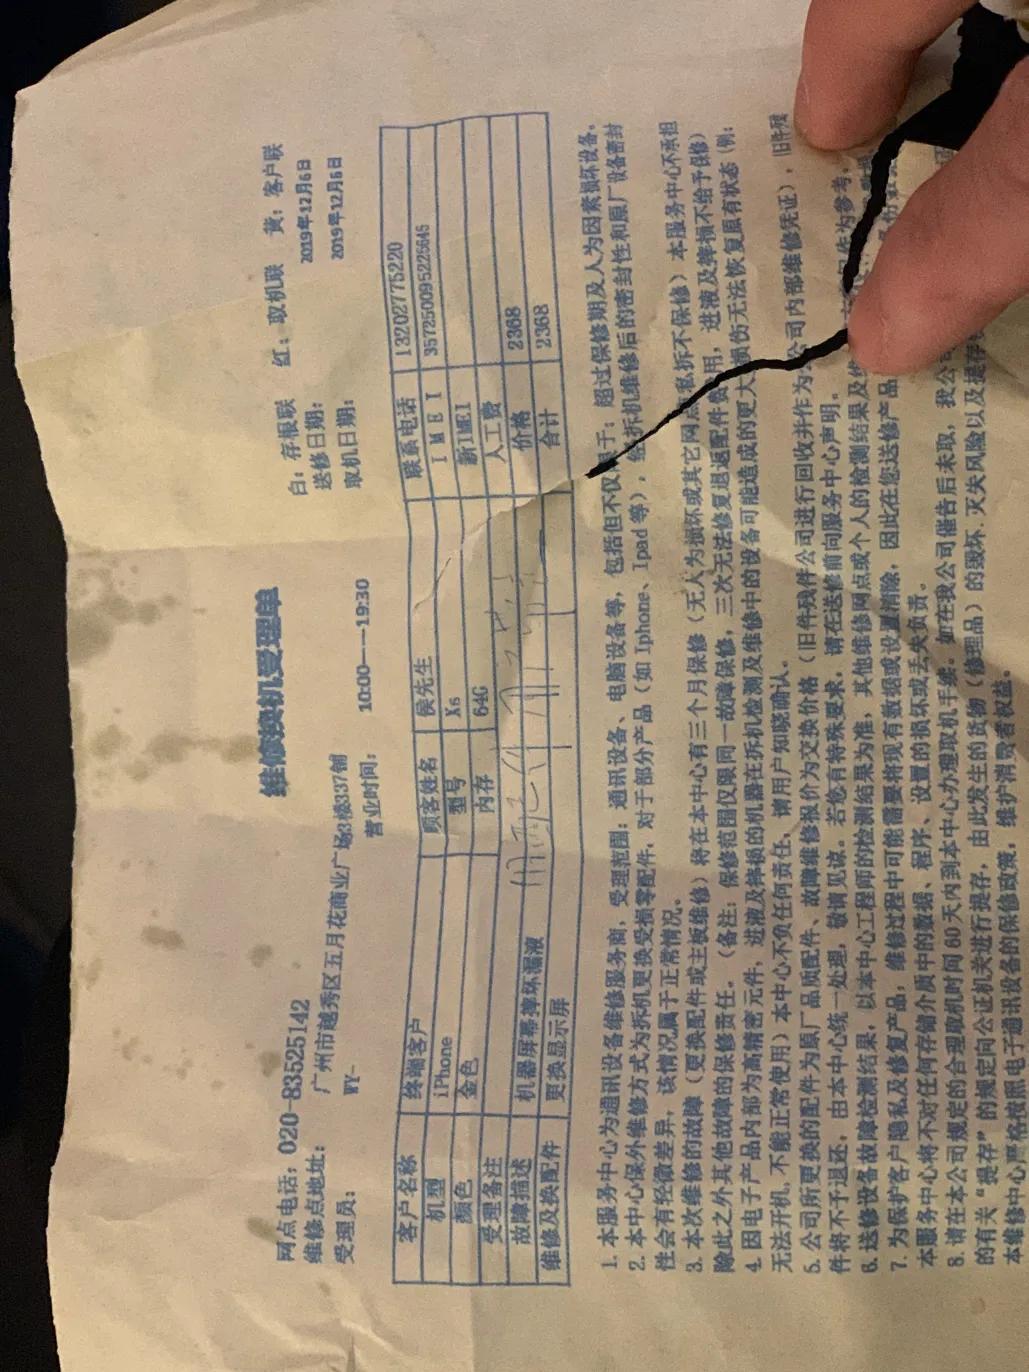 维修换机受理单
白：存根联 红：取机联 黄：客户联
网点电话：020-83525142 送修日期： 2019年12月6日
维修点地址： 广州市越秀区五月花商业广场3楼337铺 取机日期： 2019年12月6日
受理员： WY- 营业时间： 10:00---19:30
客户名称 终端客户 顾客姓名 侯先生 联系电话 13202775220
机型 iPhone 型号 Xs IMEI 357250095225645
颜色 金色 内存 64G 新IMEI
受理备注 人工费
故障描述 机器屏幕摔坏漏液 价格 2368
维修及换配件 更换显示屏 合计 2368
1. 本服务中心为通讯设备维修服务商，受理范围：通讯设备、电脑设备等，包括但不仅限于：超过保修期及人为因素损坏设备。
2. 本中心保外维修方式为拆机更换受损零配件，对于部分产品（如 Iphone、Ipad 等），经拆机维修后的密封性和原厂设备密封
性会有轻微差异，该情况属于正常情况。
3. 本次维修的故障（更换配件或主板维修）将在本中心有三个月保修（无人为损坏或其它网点私拆不保修）本服务中心不承担
除此之外其他故障的保修责任。（备注：保修范围仅限同一故障保修，三次无法修复退返配件费用，进液及摔损不给予保修）
4. 因电子产品内部为高精密元件，进液及摔损的机器在拆机检测及维修中的设备可能造成的更大损伤无法恢复原有状态（例：
无法开机，不能正常使用）本中心不负任何责任、请用户知晓确认。
5. 公司所更换的配件为原厂品质配件、故障维修报价为交换价格（旧件残件公司进行回收并作为公司内部维修凭证），旧件残
件将不予退还，由本中心统一处理，敬请见谅。若您有特殊要求，请在送修前向服务中心声明。
6. 送修设备故障检测结果，以本中心工程师的检测结果为准，其他维修网点或个人的检测结果及维 作为参考。
7. 为保护客户隐私及修复产品，维修过程中可能需要将现有数据或设置清除，因此在您送修产品
本服务中心将不对任何存储介质中的数据、程序、设置的损坏或丢失负责。
8. 请在本公司规定的合理取机时间 60 天内到本中心办理取机手续。如在我公司催告后未取，我公司
的有关“提存”的规定向公证机关进行提存，由此发生的货物（修理品）的毁坏、灭失风险以及提存
本维修中心严格按照电子通讯设备的保修政策，维护消费者权益。